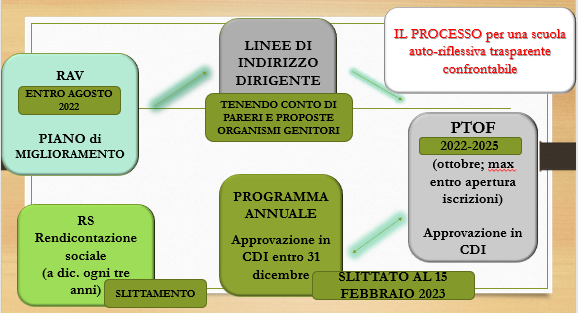 IL PROCESSO per una scuola
auto-riflessiva trasparente
confrontabile
RAV
ENTRO AGOSTO
2022
PIANO di
MIGLIORAMENTO
LINEE DI
INDIRIZZO
DIRIGENTE
TENENDO CONTO DI
PARERI E PROPOSTE
ORGANISMI GENITORI
PTOF
2022-2025
(ottobre; max
entro apertura
iscrizioni)
Approvazione in
CDI
RS
Rendicontazione
sociale
(a dic. ogni tre
anni)
SLITTAMENTO
PROGRAMMA
ANNUALE
Approvazione in
CDI entro 31
dicembre
SLITTATO AL 15
FEBBRAIO 2023